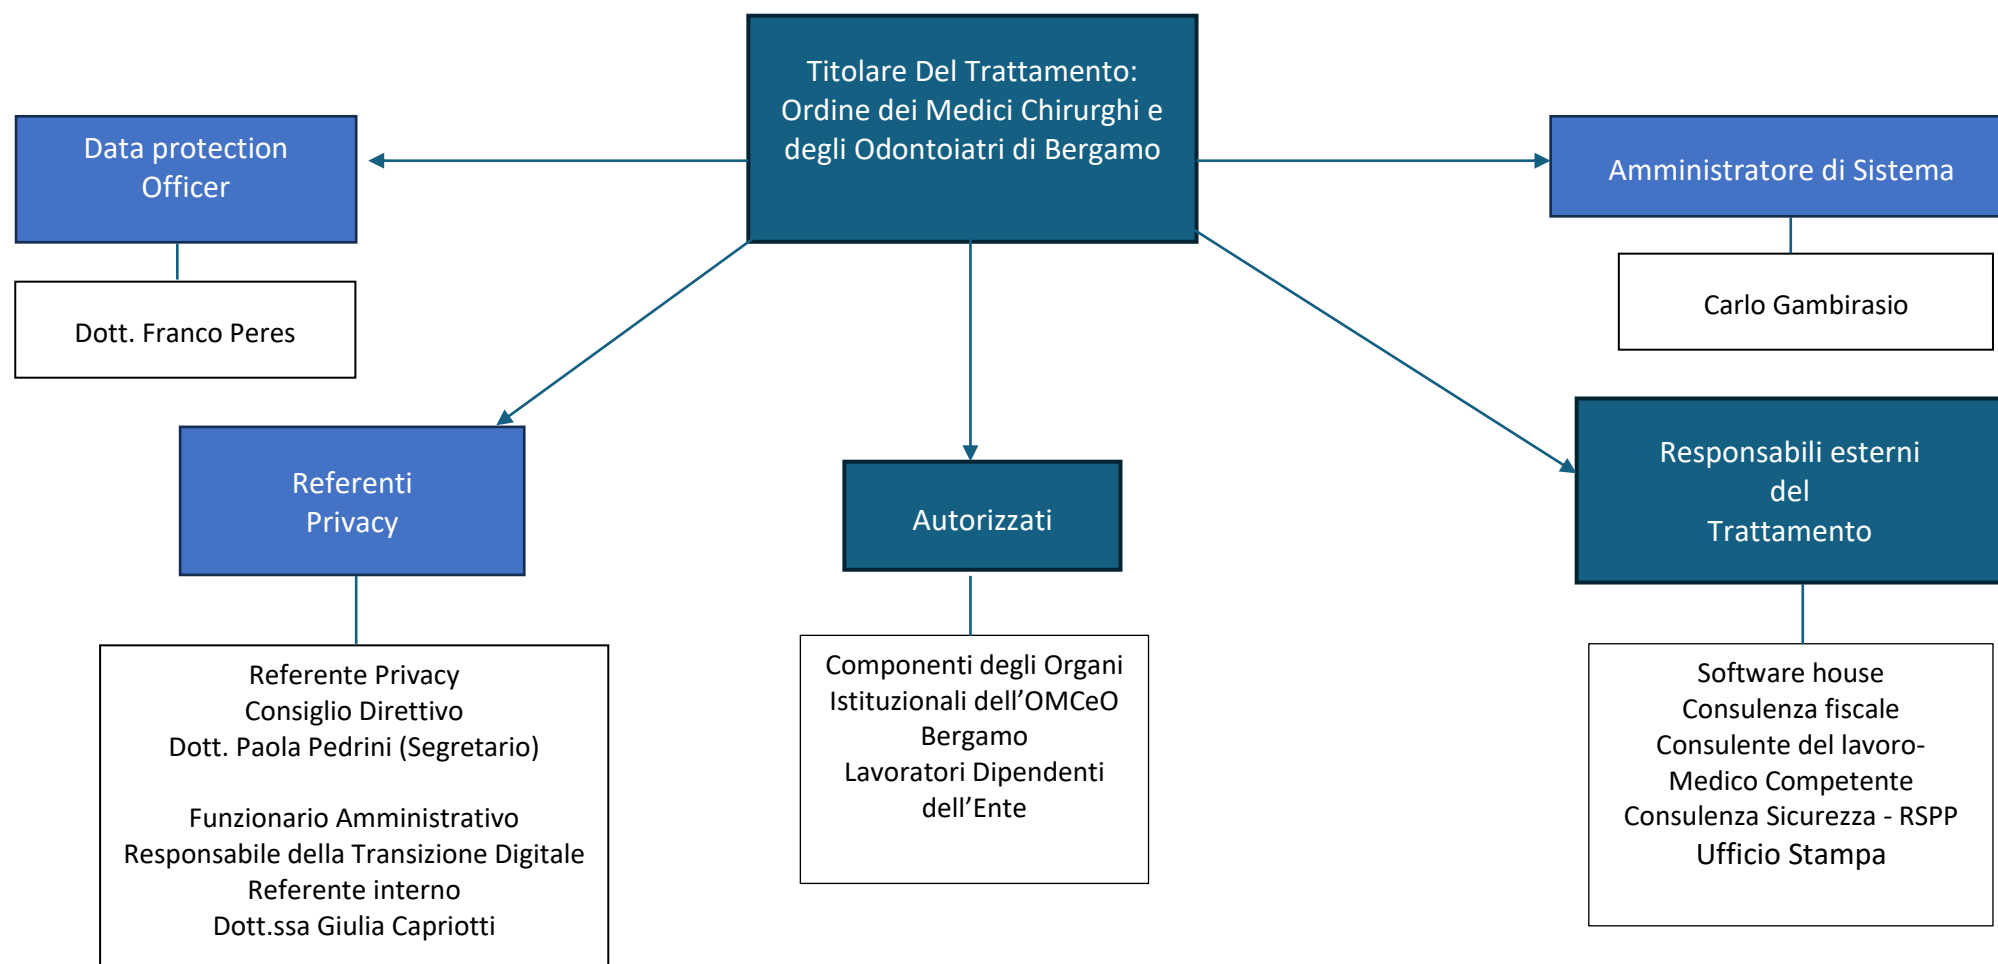 Titolare Del Trattamento:
Ordine dei Medici Chirurghi e
degli Odontoiatri di Bergamo
Data protection
Officer
Amministratore di Sistema
Dott. Franco Peres
Carlo Gambirasio
Referenti
Privacy
Autorizzati
Responsabili esterni
del
Trattamento
Referente Privacy
Consiglio Direttivo
Dott. Paola Pedrini (Segretario)
Funzionario Amministrativo
Responsabile della Transizione Digitale
Referente interno
Dott.ssa Giulia Capriotti
Componenti degli Organi
Istituzionali dell’OMCeO
Bergamo
Lavoratori Dipendenti
dell’Ente
Software house
Consulenza fiscale
Consulente del lavoro-
Medico Competente
Consulenza Sicurezza - RSPP
Ufficio Stampa